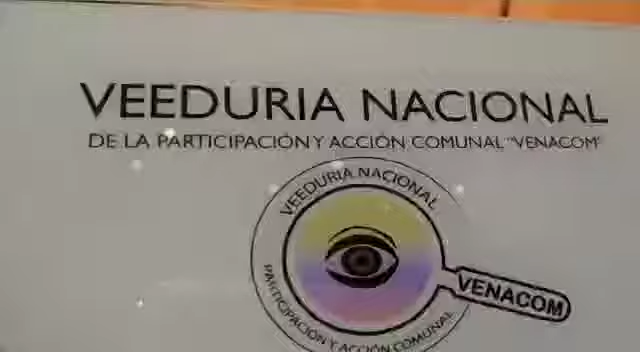 VEEDURIA NACIONAL
DE LA PARTICIPACIÓN Y ACCIÓN COMUNAL "VENACOM"
VEEDURIA NACIONAL
VENACOM
PARTICIPACIÓN Y ACCIÓN COMUNAL